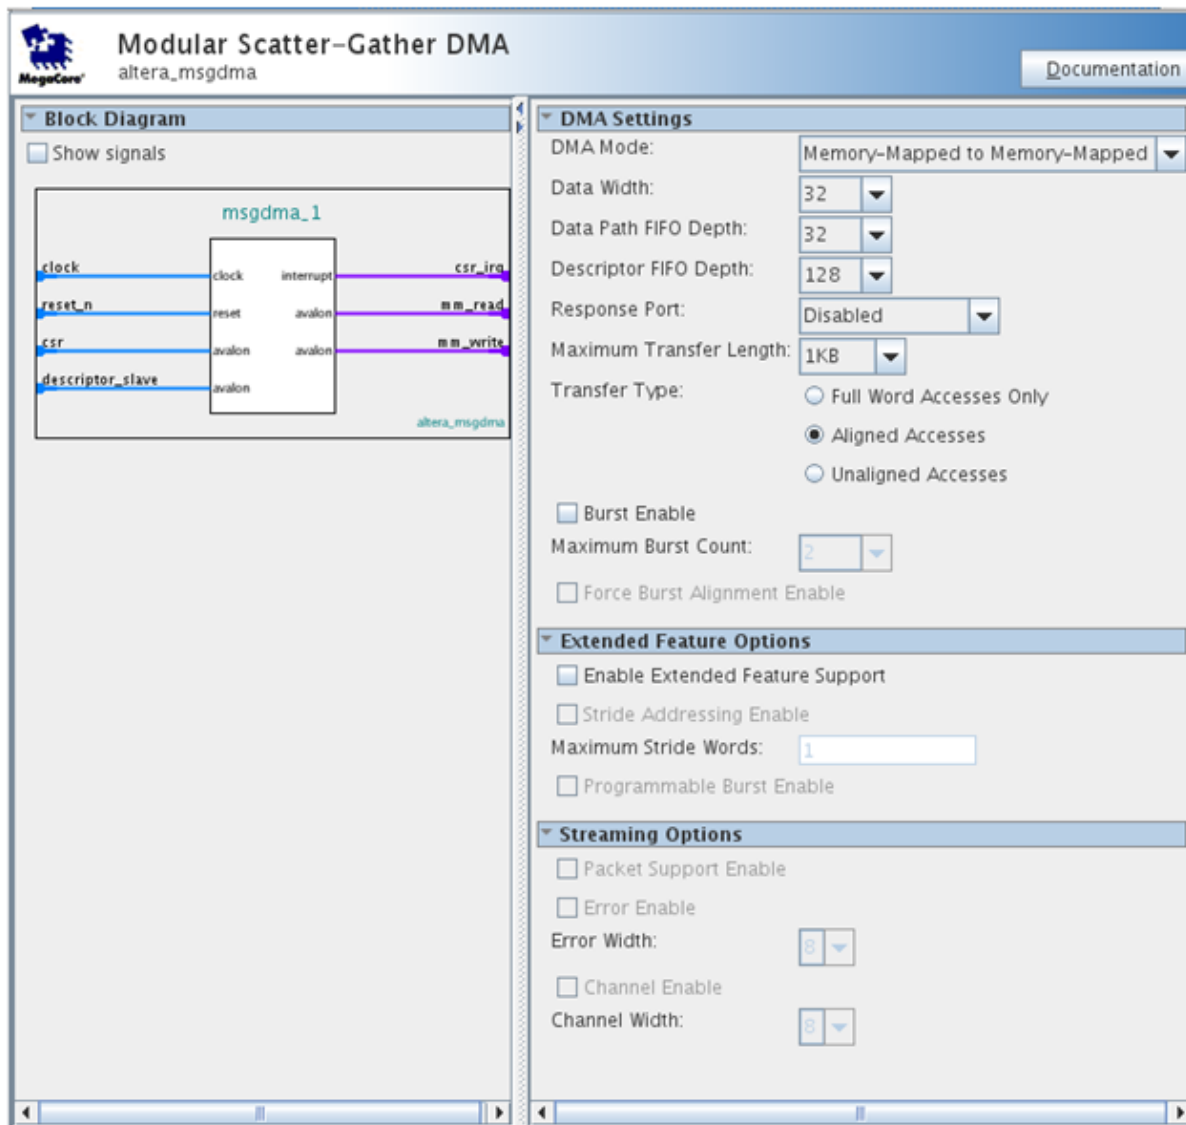 Modular Scatter-Gather DMA
altera_msgdma
MegaCore®
Documentation
Block Diagram
Show signals
msgdma_1
clock
clock
interrupt
csr_irq
reset_n
reset
avalon
mm_read
csr
avalon
avalon
mm_write
descriptor_slave
avalon
altera_msgdma
DMA Settings
DMA Mode: Memory-Mapped to Memory-Mapped
Data Width: 32
Data Path FIFO Depth: 32
Descriptor FIFO Depth: 128
Response Port: Disabled
Maximum Transfer Length: 1KB
Transfer Type: Full Word Accesses Only
Aligned Accesses
Unaligned Accesses
Burst Enable
Maximum Burst Count: 2
Force Burst Alignment Enable
Extended Feature Options
Enable Extended Feature Support
Stride Addressing Enable
Maximum Stride Words: 1
Programmable Burst Enable
Streaming Options
Packet Support Enable
Error Enable
Error Width: 8
Channel Enable
Channel Width: 8